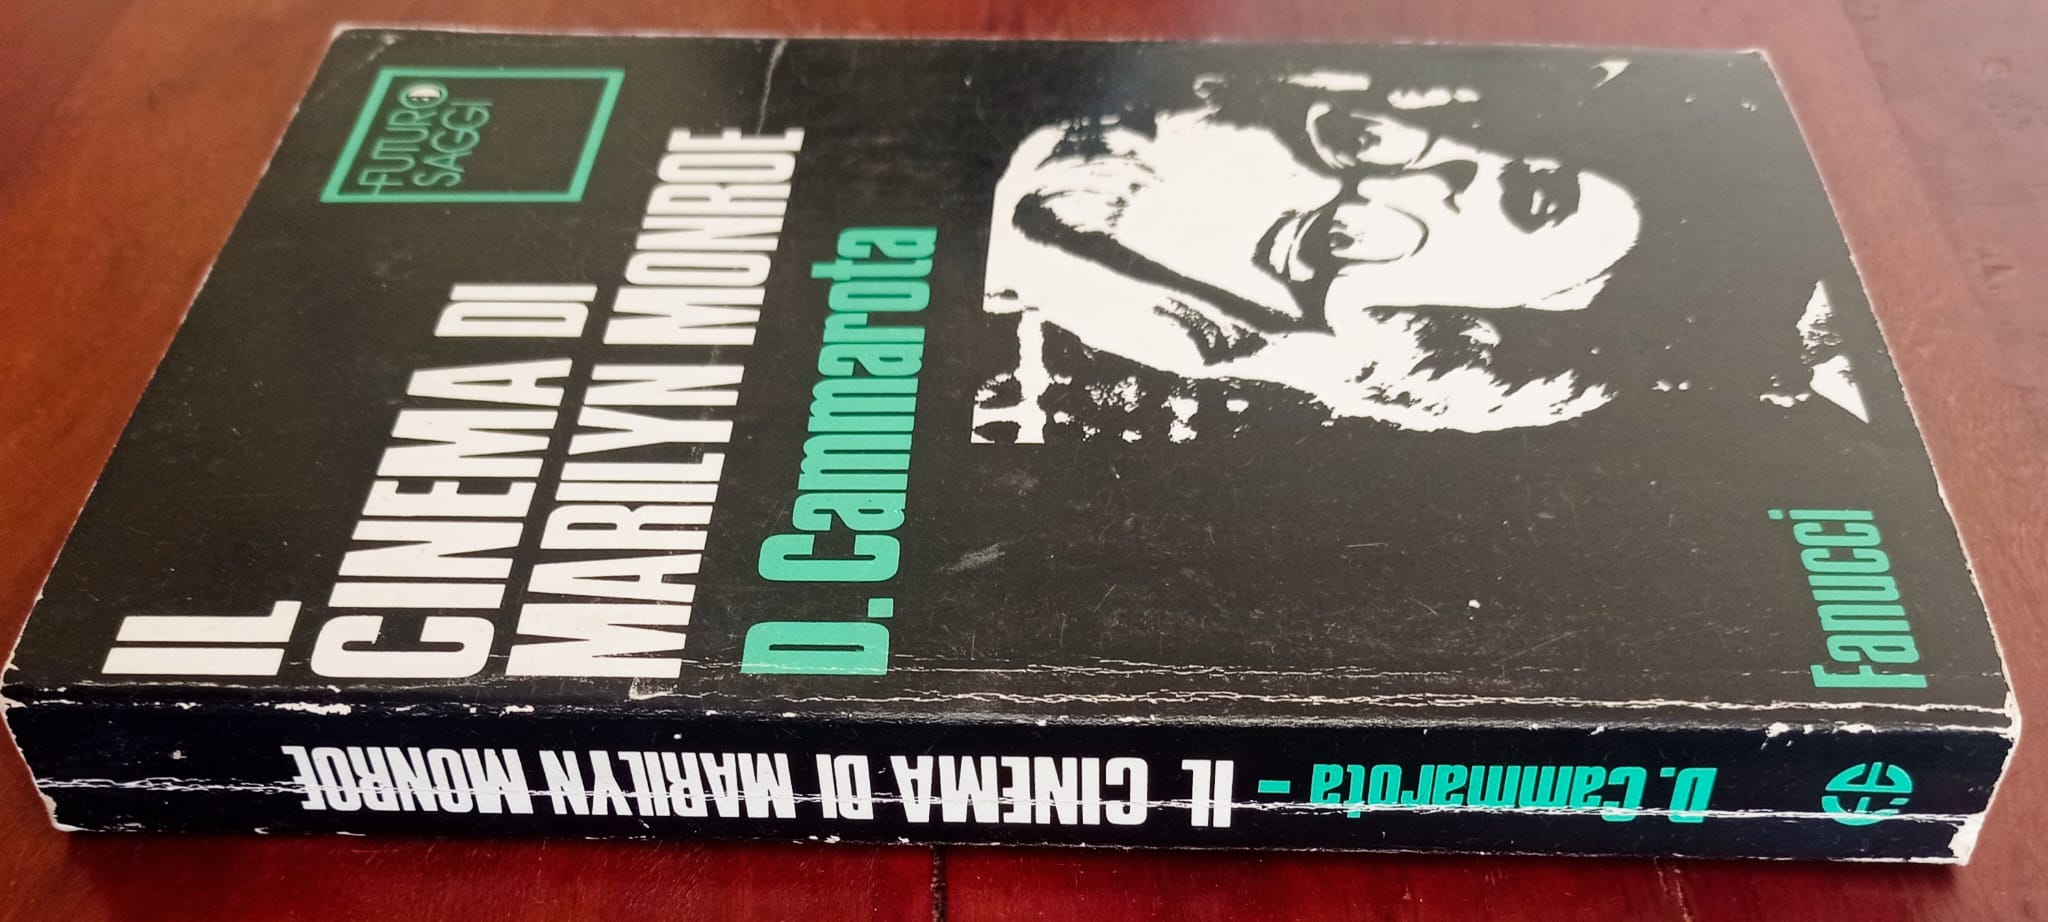 FUTURO
SAGGI
IL
CINEMA DI
MARILYN MONROE
D. Cammarota
Fanucci
D. Cammarota - IL CINEMA DI MARILYN MONROE